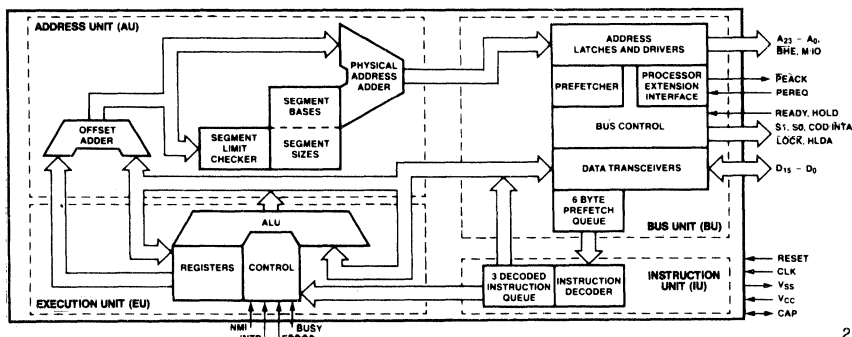 ADDRESS UNIT (AU)
OFFSET
ADDER
SEGMENT
LIMIT
CHECKER
SEGMENT
BASES
SEGMENT
SIZES
PHYSICAL
ADDRESS
ADDER
ADDRESS
LATCHES AND DRIVERS
PREFETCHER
PROCESSOR
EXTENSION
INTERFACE
BUS CONTROL
DATA TRANSCEIVERS
6 BYTE
PREFETCH
QUEUE
BUS UNIT (BU)
A23 - A0,
BHE, M/IO
PEACK
PEREQ
READY, HOLD
S1, S0, COD/INTA
LOCK, HLDA
D15 - D0
ALU
REGISTERS
CONTROL
EXECUTION UNIT (EU)
NMI
BUSY
INTR
ERROR
3 DECODED
INSTRUCTION
QUEUE
INSTRUCTION
DECODER
INSTRUCTION
UNIT (IU)
RESET
CLK
VSS
VCC
CAP
2